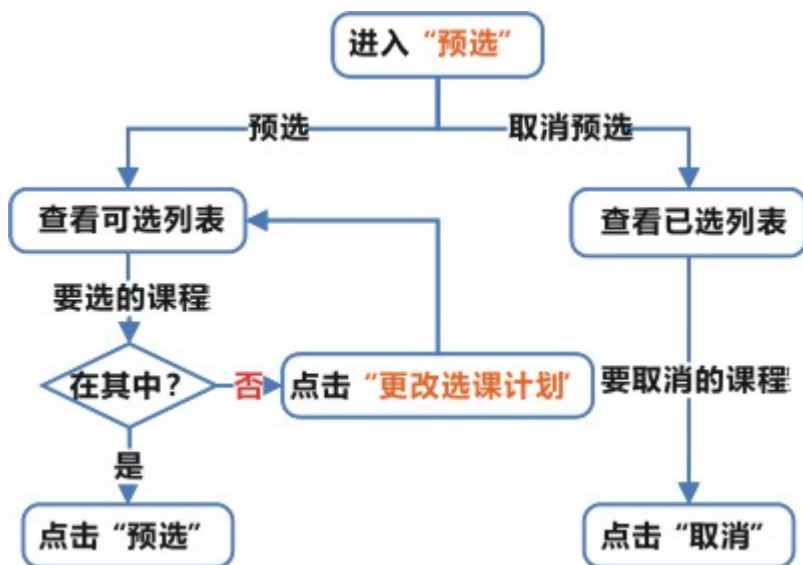 进入“预选”
预选
取消预选
查看可选列表
查看已选列表
要选的课程
在其中？
否
点击“更改选课计划”
要取消的课程
是
点击“预选”
点击“取消”